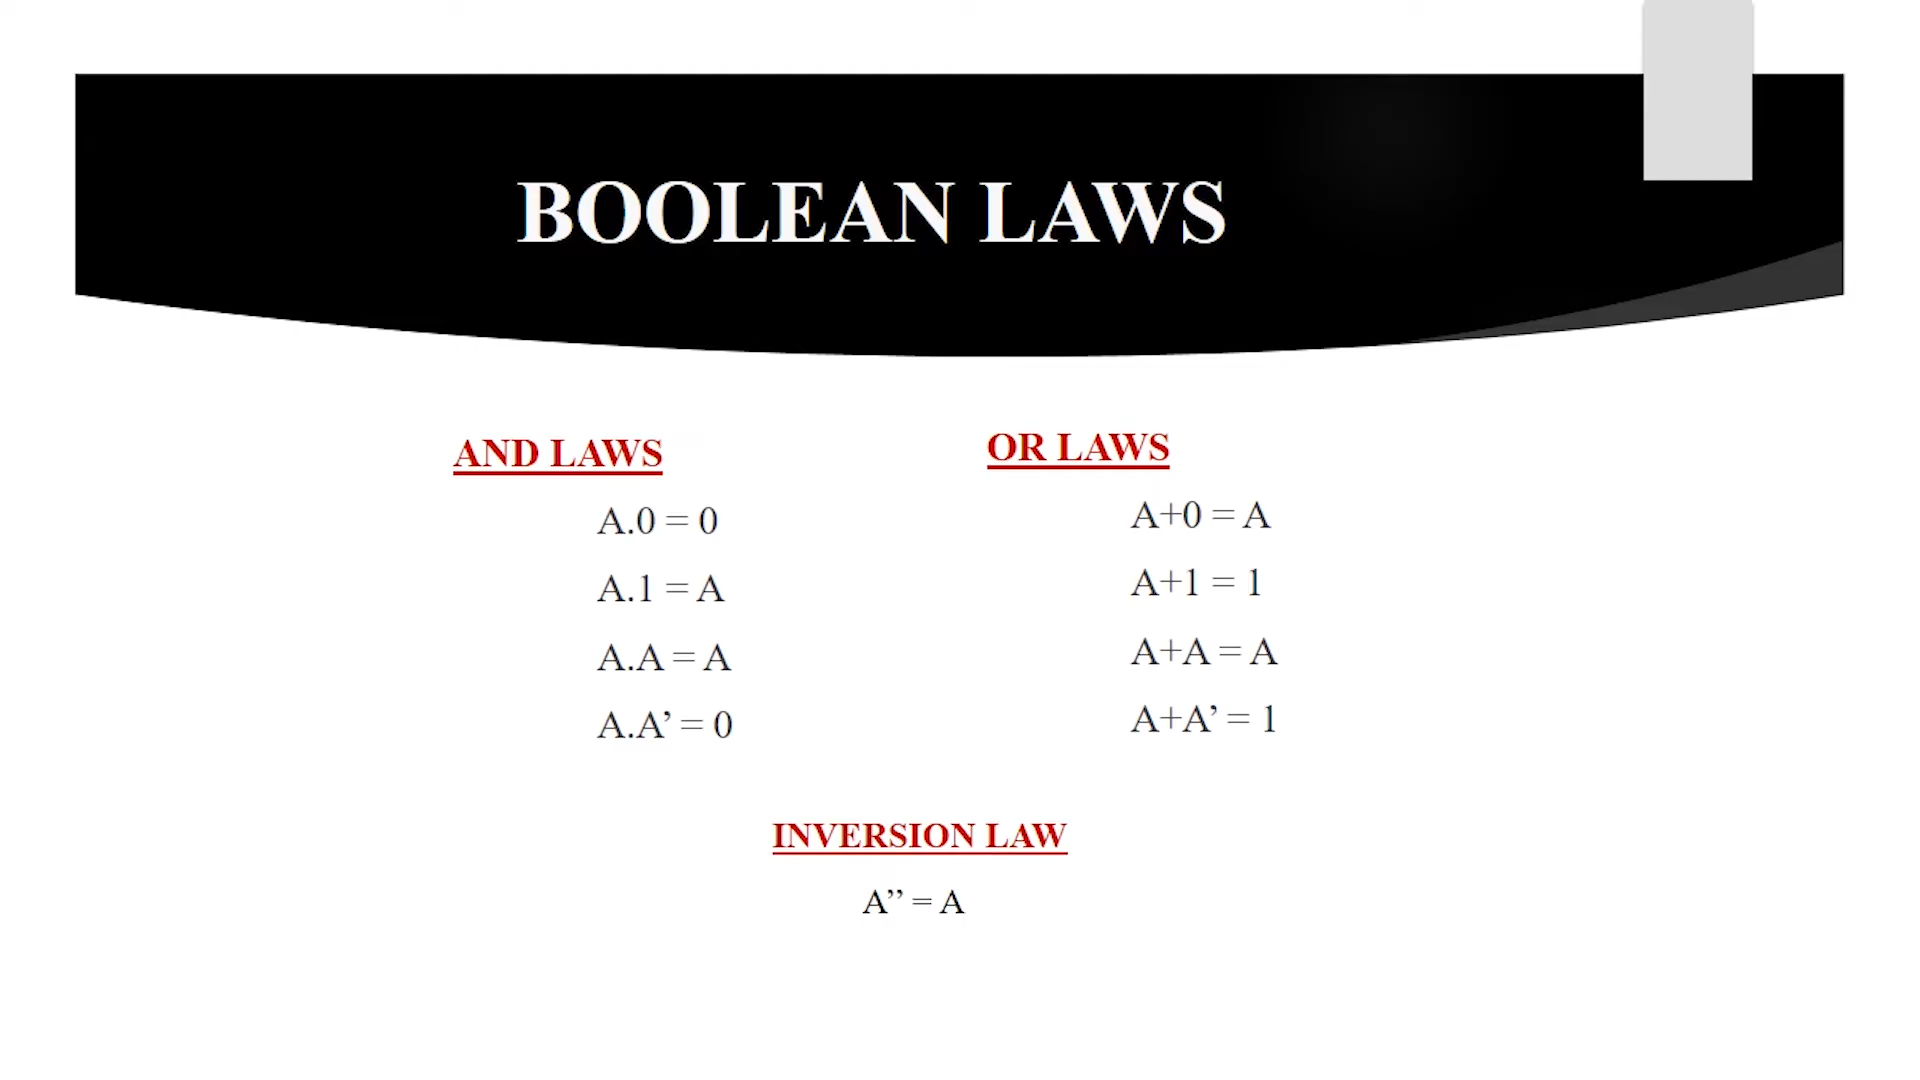 BOOLEAN LAWS
AND LAWS
A.0 = 0
A.1 = A
A.A = A
A.A’ = 0
OR LAWS
A+0 = A
A+1 = 1
A+A = A
A+A’ = 1
INVERSION LAW
A’’ = A